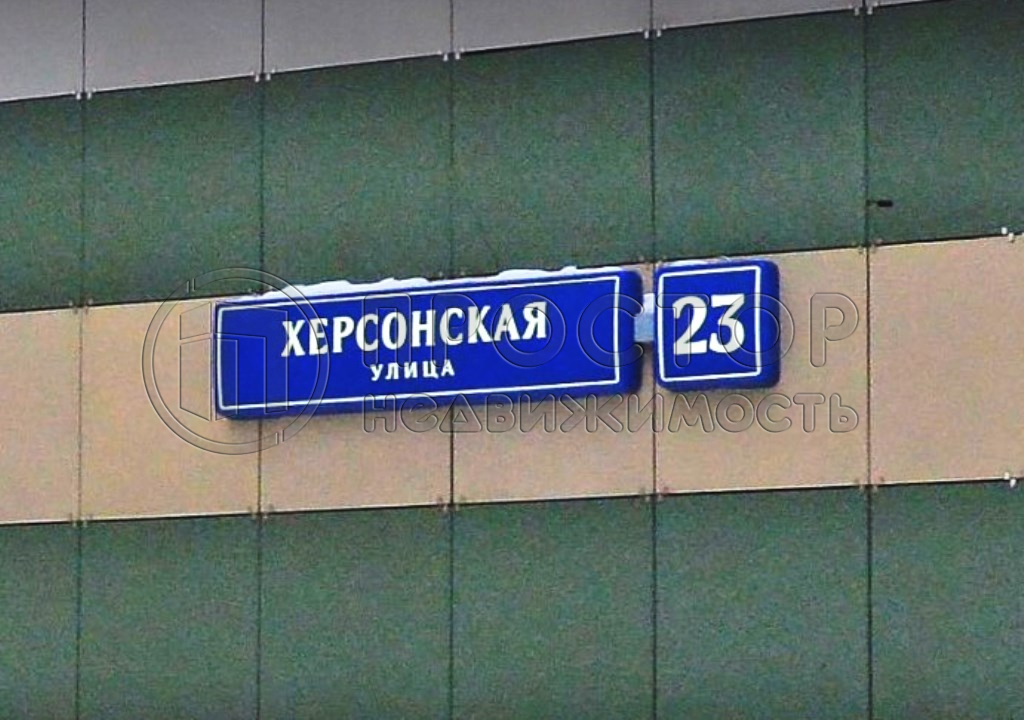 ХЕРСОНСКАЯ
УЛИЦА
23
ПРОСТОР
НЕДВИЖИМОСТЬ